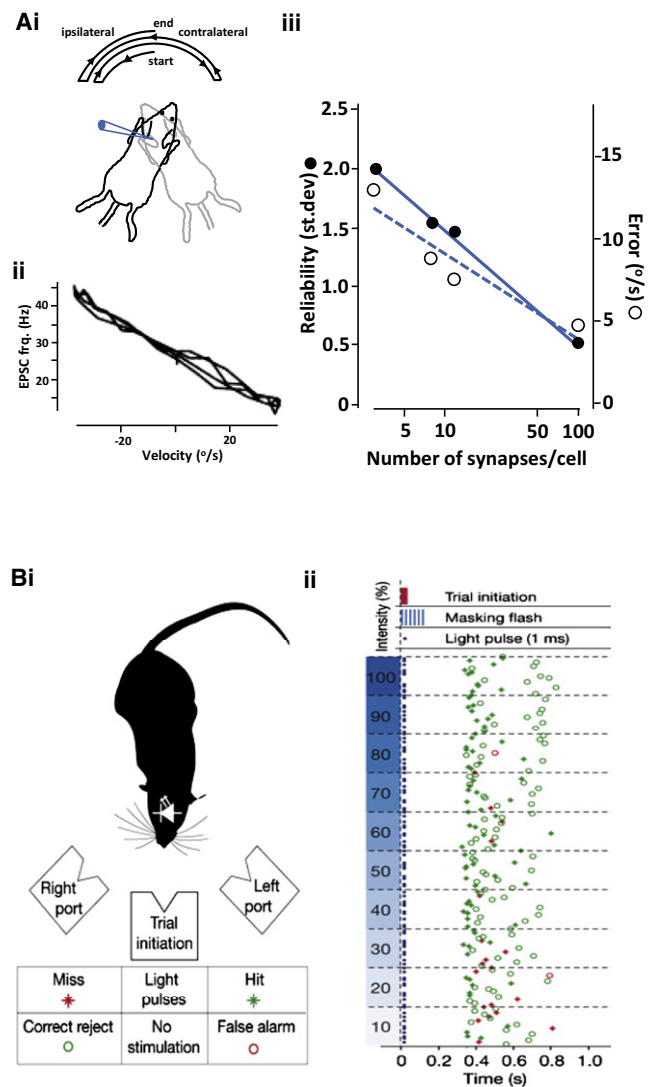 Ai
ipsilateral
end
contralateral
start
ii
EPSC frq. (Hz)
40
30
20
-20
20
Velocity (º/s)
iii
Reliability (st.dev)
2.5
2.0
1.5
1.0
0.5
0
15
10
5
0
Error (º/s)
5
10
50
100
Number of synapses/cell
Bi
Right
port
Trial
initiation
Left
port
Miss
Light
pulses
Hit
Correct reject
No
stimulation
False alarm
ii
Intensity (%)
Trial initiation
Masking flash
Light pulse (1 ms)
100
90
80
70
60
50
40
30
20
10
0
0.2
0.4
0.6
0.8
1.0
Time (s)